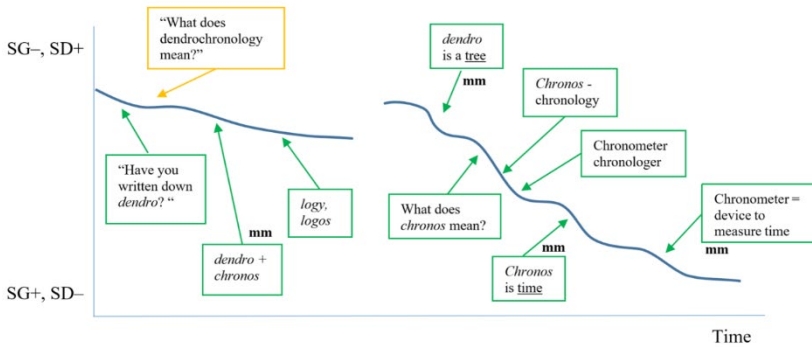 SG–, SD+
“What does
dendrochronology
mean?”
“Have you
written down
dendro? “
mm
dendro +
chronos
logy,
logos
dendro
is a tree
mm
Chronos -
chronology
Chronometer
chronologer
What does
chronos mean?
mm
Chronos
is time
Chronometer =
device to
measure time
mm
SG+, SD–
Time